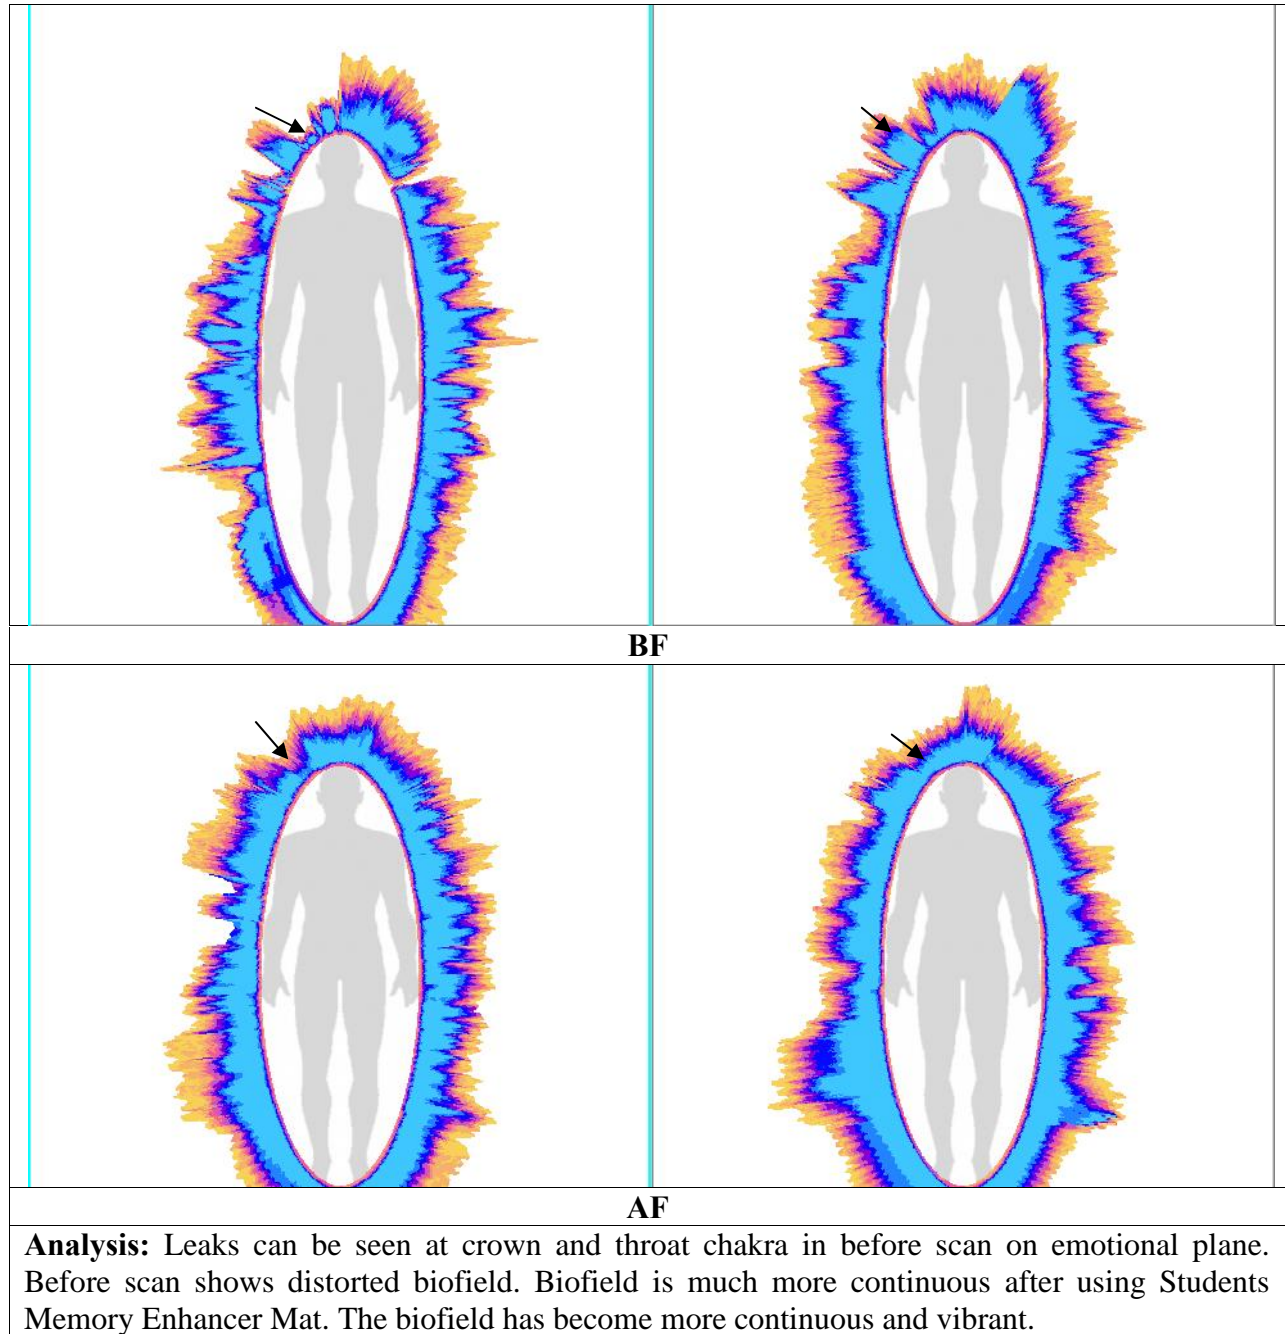 BF
AF
Analysis: Leaks can be seen at crown and throat chakra in before scan on emotional plane.
Before scan shows distorted biofield. Biofield is much more continuous after using Students
Memory Enhancer Mat. The biofield has become more continuous and vibrant.